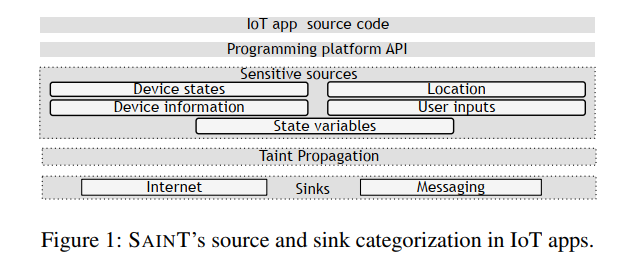 IoT app source code
Programming platform API
Sensitive sources
Device states Location
Device information User inputs
State variables
Taint Propagation
Internet Sinks Messaging
Figure 1: SAINT's source and sink categorization in IoT apps.